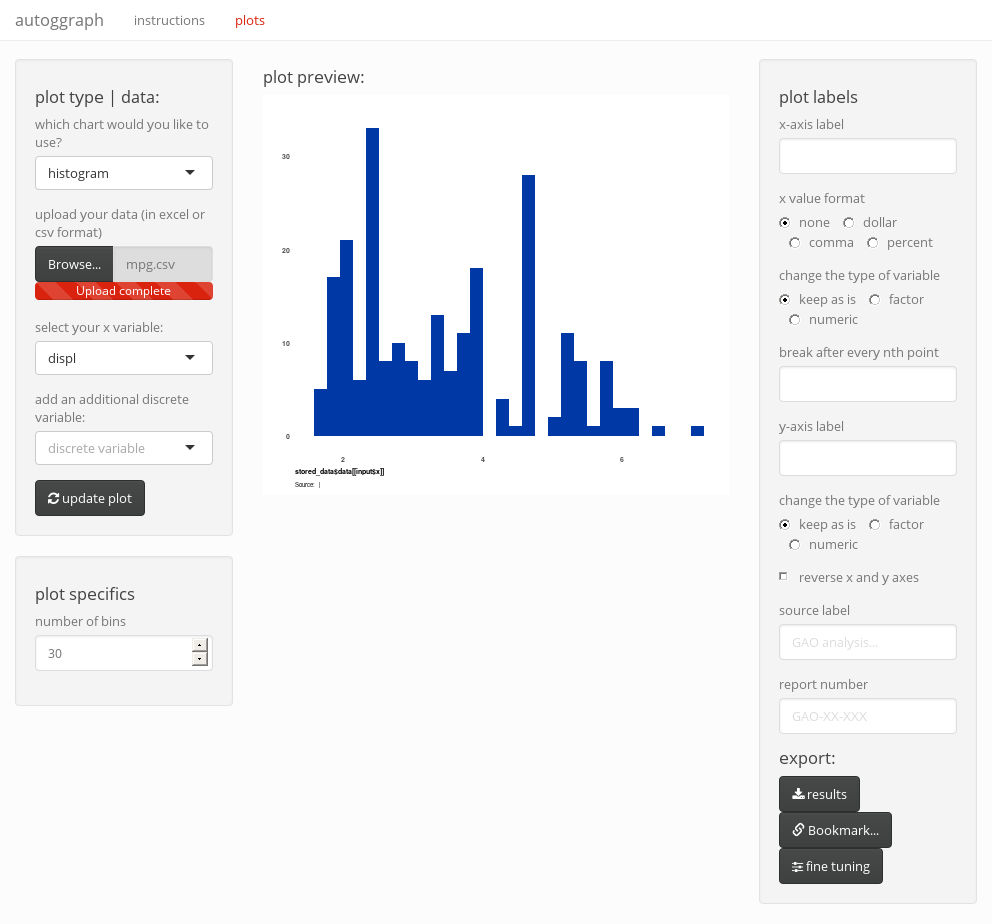 autoggraph instructions plots
plot type | data:
which chart would you like to
use?
histogram
upload your data (in excel or
csv format)
Browse... mpg.csv
Upload complete
select your x variable:
displ
add an additional discrete
variable:
discrete variable
update plot
plot specifics
number of bins
30
plot preview:
30
20
10
0
2 4 6
stored_data$data[[input$x]]
Source: |
plot labels
x-axis label
x value format
none dollar
comma percent
change the type of variable
keep as is factor
numeric
break after every nth point
y-axis label
change the type of variable
keep as is factor
numeric
reverse x and y axes
source label
GAO analysis...
report number
GAO-XX-XXX
export:
results
Bookmark...
fine tuning